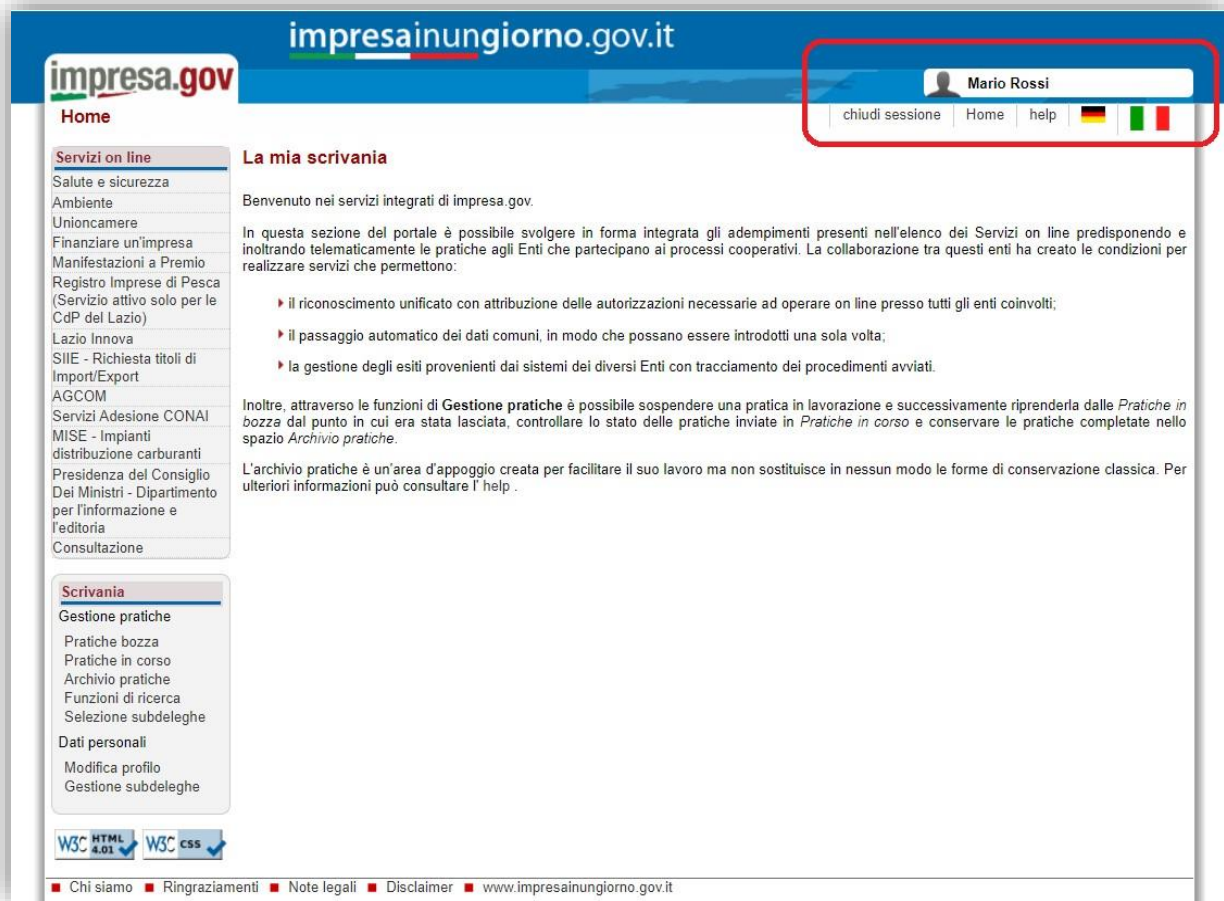 impresainungiorno.gov.it
impresa.gov
Mario Rossi
Home
chiudi sessione
Home
help
Servizi on line
Salute e sicurezza
Ambiente
Unioncamere
Finanziare un'impresa
Manifestazioni a Premio
Registro Imprese di Pesca
(Servizio attivo solo per le
CdP del Lazio)
Lazio Innova
SIIE - Richiesta titoli di
Import/Export
AGCOM
Servizi Adesione CONAI
MISE - Impianti
distribuzione carburanti
Presidenza del Consiglio
Dei Ministri - Dipartimento
per l'informazione e
l'editoria
Consultazione
Scrivania
Gestione pratiche
Pratiche bozza
Pratiche in corso
Archivio pratiche
Funzioni di ricerca
Selezione subdeleghe
Dati personali
Modifica profilo
Gestione subdeleghe
W3C HTML 4.01
W3C css
La mia scrivania
Benvenuto nei servizi integrati di impresa.gov.
In questa sezione del portale è possibile svolgere in forma integrata gli adempimenti presenti nell'elenco dei Servizi on line predisponendo e
inoltrando telematicamente le pratiche agli Enti che partecipano ai processi cooperativi. La collaborazione tra questi enti ha creato le condizioni per
realizzare servizi che permettono:
il riconoscimento unificato con attribuzione delle autorizzazioni necessarie ad operare on line presso tutti gli enti coinvolti;
il passaggio automatico dei dati comuni, in modo che possano essere introdotti una sola volta;
la gestione degli esiti provenienti dai sistemi dei diversi Enti con tracciamento dei procedimenti avviati.
Inoltre, attraverso le funzioni di Gestione pratiche è possibile sospendere una pratica in lavorazione e successivamente riprenderla dalle Pratiche in
bozza dal punto in cui era stata lasciata, controllare lo stato delle pratiche inviate in Pratiche in corso e conservare le pratiche completate nello
spazio Archivio pratiche.
L'archivio pratiche è un'area d'appoggio creata per facilitare il suo lavoro ma non sostituisce in nessun modo le forme di conservazione classica. Per
ulteriori informazioni può consultare l' help .
Chi siamo
Ringraziamenti
Note legali
Disclaimer
www.impresainungiorno.gov.it